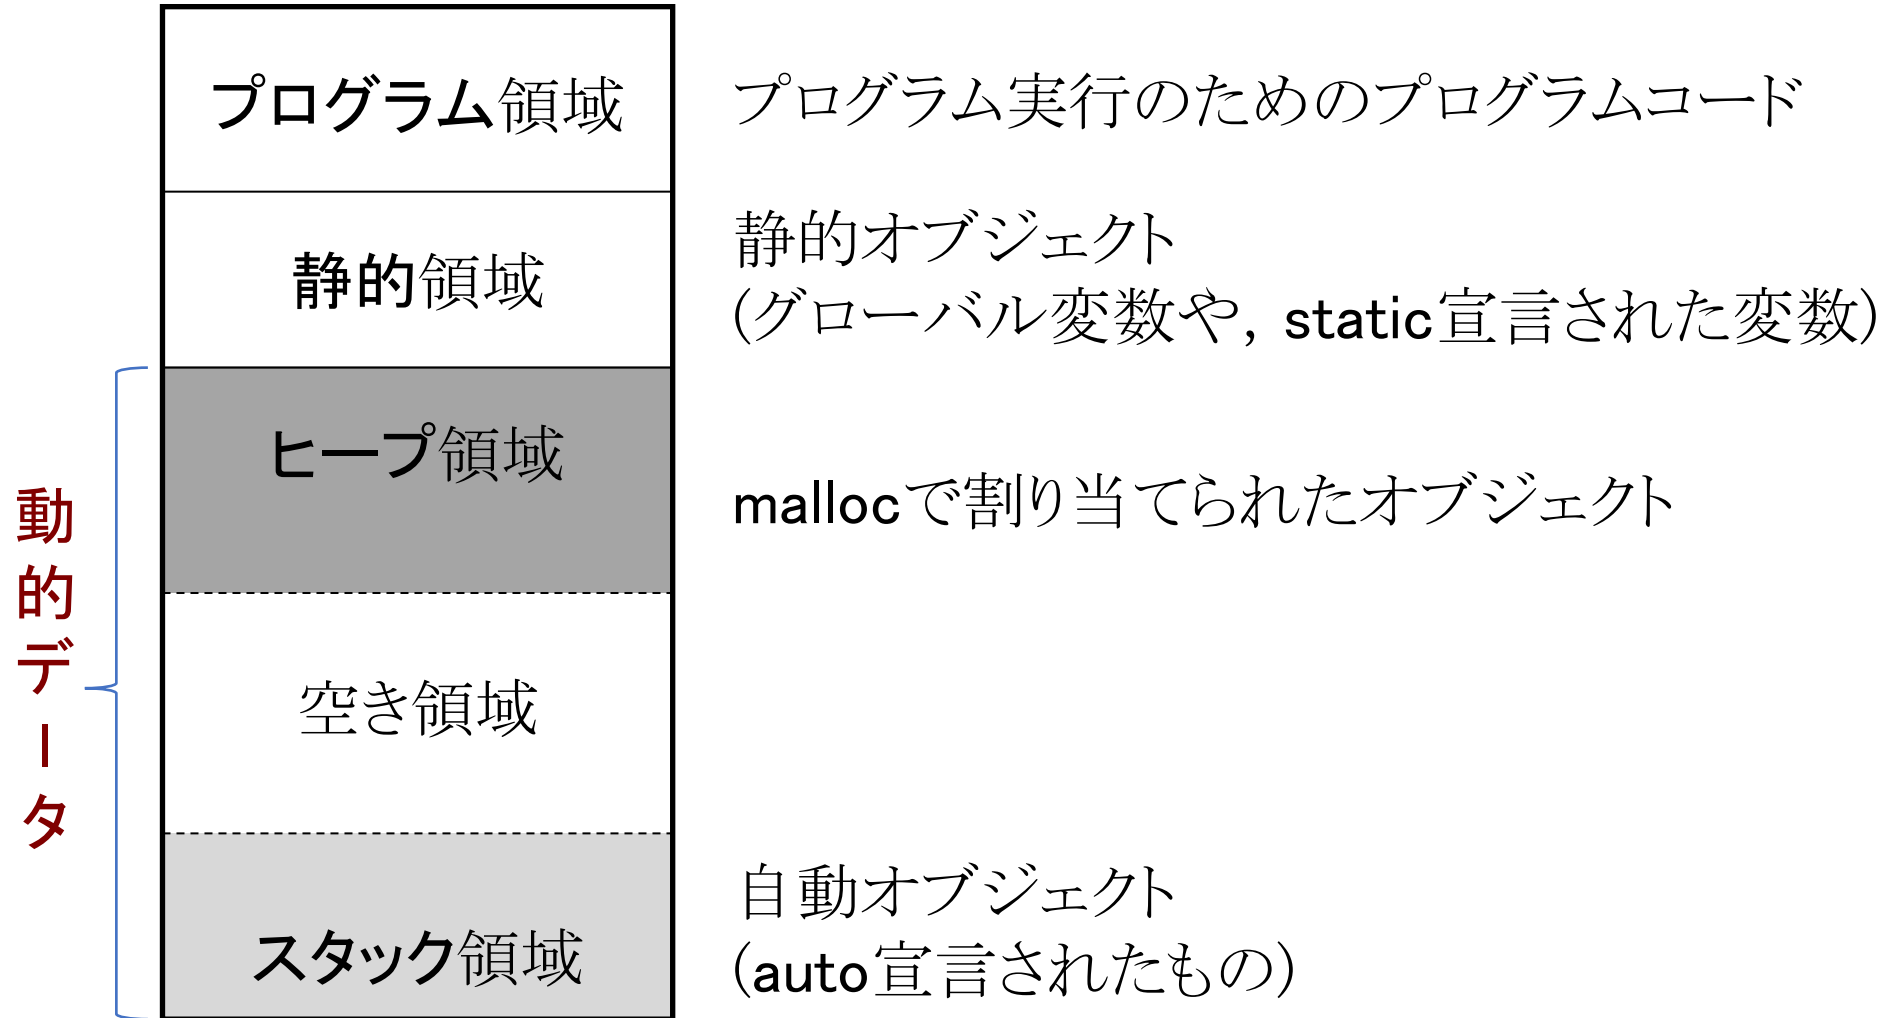 プログラム領域
プログラム実行のためのプログラムコード
静的領域
静的オブジェクト
(グローバル変数や, static宣言された変数)
動的データ
ヒープ領域
mallocで割り当てられたオブジェクト
空き領域
スタック領域
自動オブジェクト
(auto宣言されたもの)